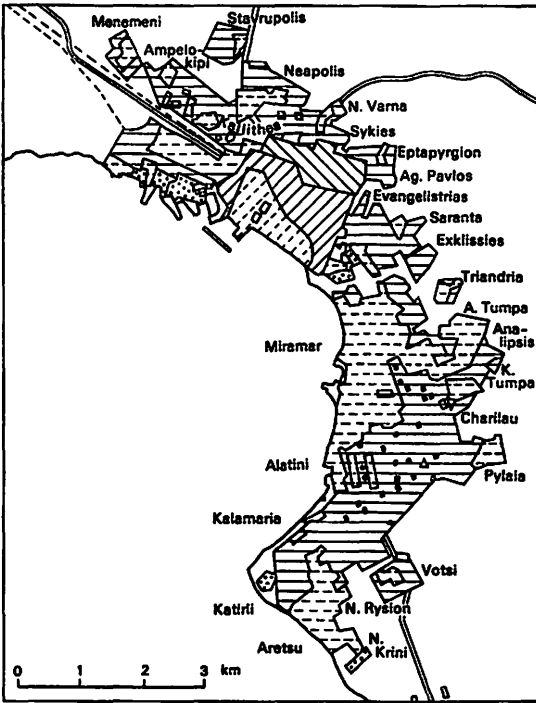 Stavrupolis
Menemeni
Ampelo-
kipi
Neapolis
N. Varna
Sykies
Eptapyrgion
Ag. Pavlos
Evangelistrias
Saranta
Exklissies
Triandria
A. Tumpa
Ana-
lipsis
Miramar
K.
Tumpa
Charilau
Alatini
Pylaia
Kalamaria
Votsi
Katirli
N. Rysion
Aretsu
N.
Krini
0 1 2 3 km